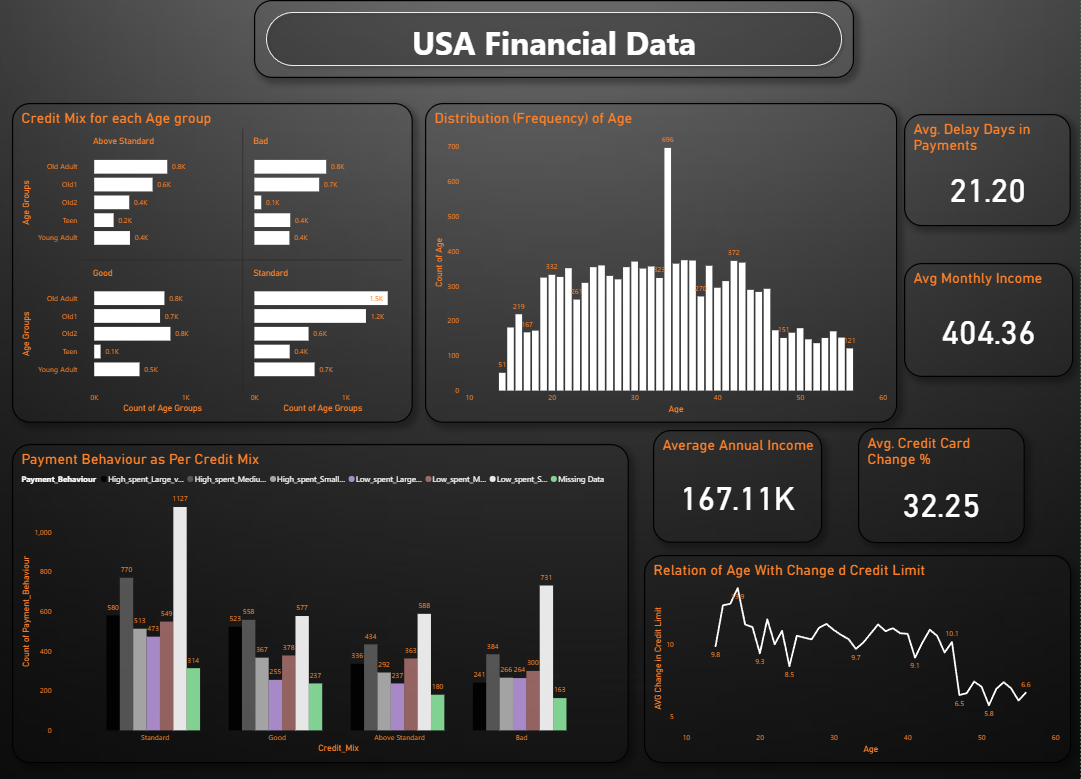 USA Financial Data
Credit Mix for each Age group
Above Standard
Bad
Age Groups
Old Adult
0.8K
0.8K
Old1
0.6K
0.7K
Old2
0.4K
0.1K
Teen
0.2K
0.4K
Young Adult
0.4K
0.4K
Good
Standard
Age Groups
Old Adult
0.8K
1.5K
Old1
0.7K
1.2K
Old2
0.8K
0.6K
Teen
0.1K
0.4K
Young Adult
0.5K
0.7K
0K
1K
0K
1K
Count of Age Groups
Count of Age Groups
Distribution (Frequency) of Age
Count of Age
700
600
500
400
300
200
100
0
51
219
167
332
261
323
696
270
372
151
121
10
20
30
40
50
60
Age
Avg. Delay Days in
Payments
21.20
Avg Monthly Income
404.36
Payment Behaviour as Per Credit Mix
Payment_Behaviour
High_spent_Large_v...
High_spent_Mediu...
High_spent_Small...
Low_spent_Large...
Low_spent_M...
Low_spent_S...
Missing Data
Count of Payment_Behaviour
1,000
800
600
400
200
0
580
770
513
473
549
1127
314
523
558
367
255
378
577
237
336
434
292
237
363
588
180
241
384
266
264
300
731
163
Standard
Good
Above Standard
Bad
Credit_Mix
Average Annual Income
167.11K
Avg. Credit Card
Change %
32.25
Relation of Age With Change d Credit Limit
AVG Change in Credit Limit
10
5
9.8
9.3
8.5
9.7
9.1
10.1
6.5
5.8
6.6
10
20
30
40
50
60
Age